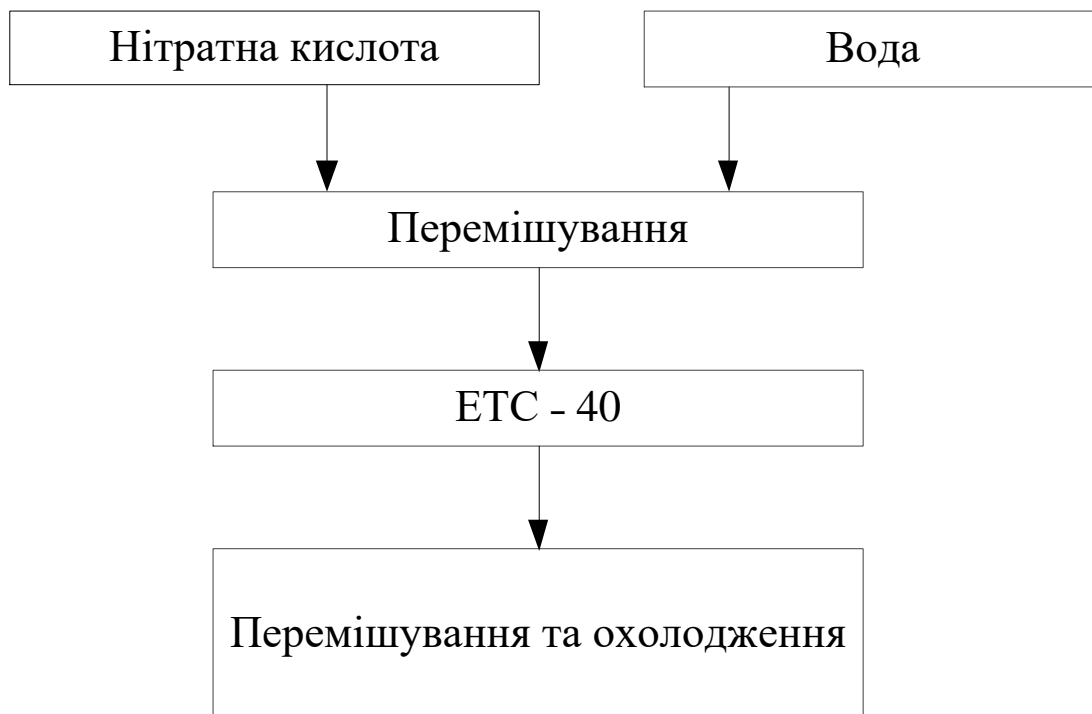 Нітратна кислота
Вода
Перемішування
ЕТС - 40
Перемішування та охолодження